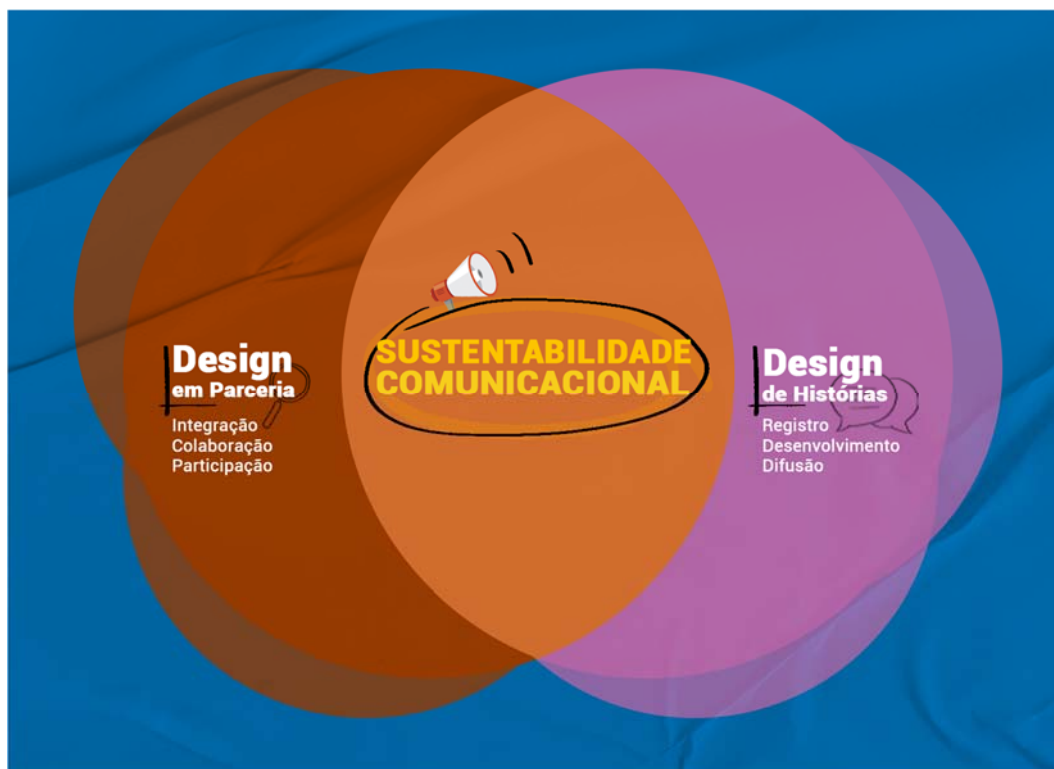 Design
em Parceria
Integração
Colaboração
Participação
SUSTENTABILIDADE
COMUNICACIONAL
Design
de Histórias
Registro
Desenvolvimento
Difusão